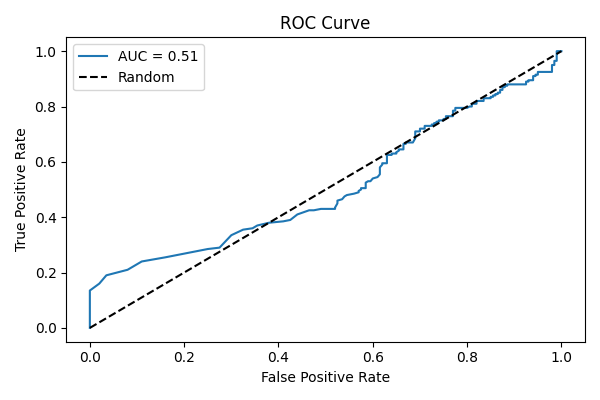 ROC Curve
AUC = 0.51
Random
True Positive Rate
1.0
0.8
0.6
0.4
0.2
0.0
0.0 0.2 0.4 0.6 0.8 1.0
False Positive Rate